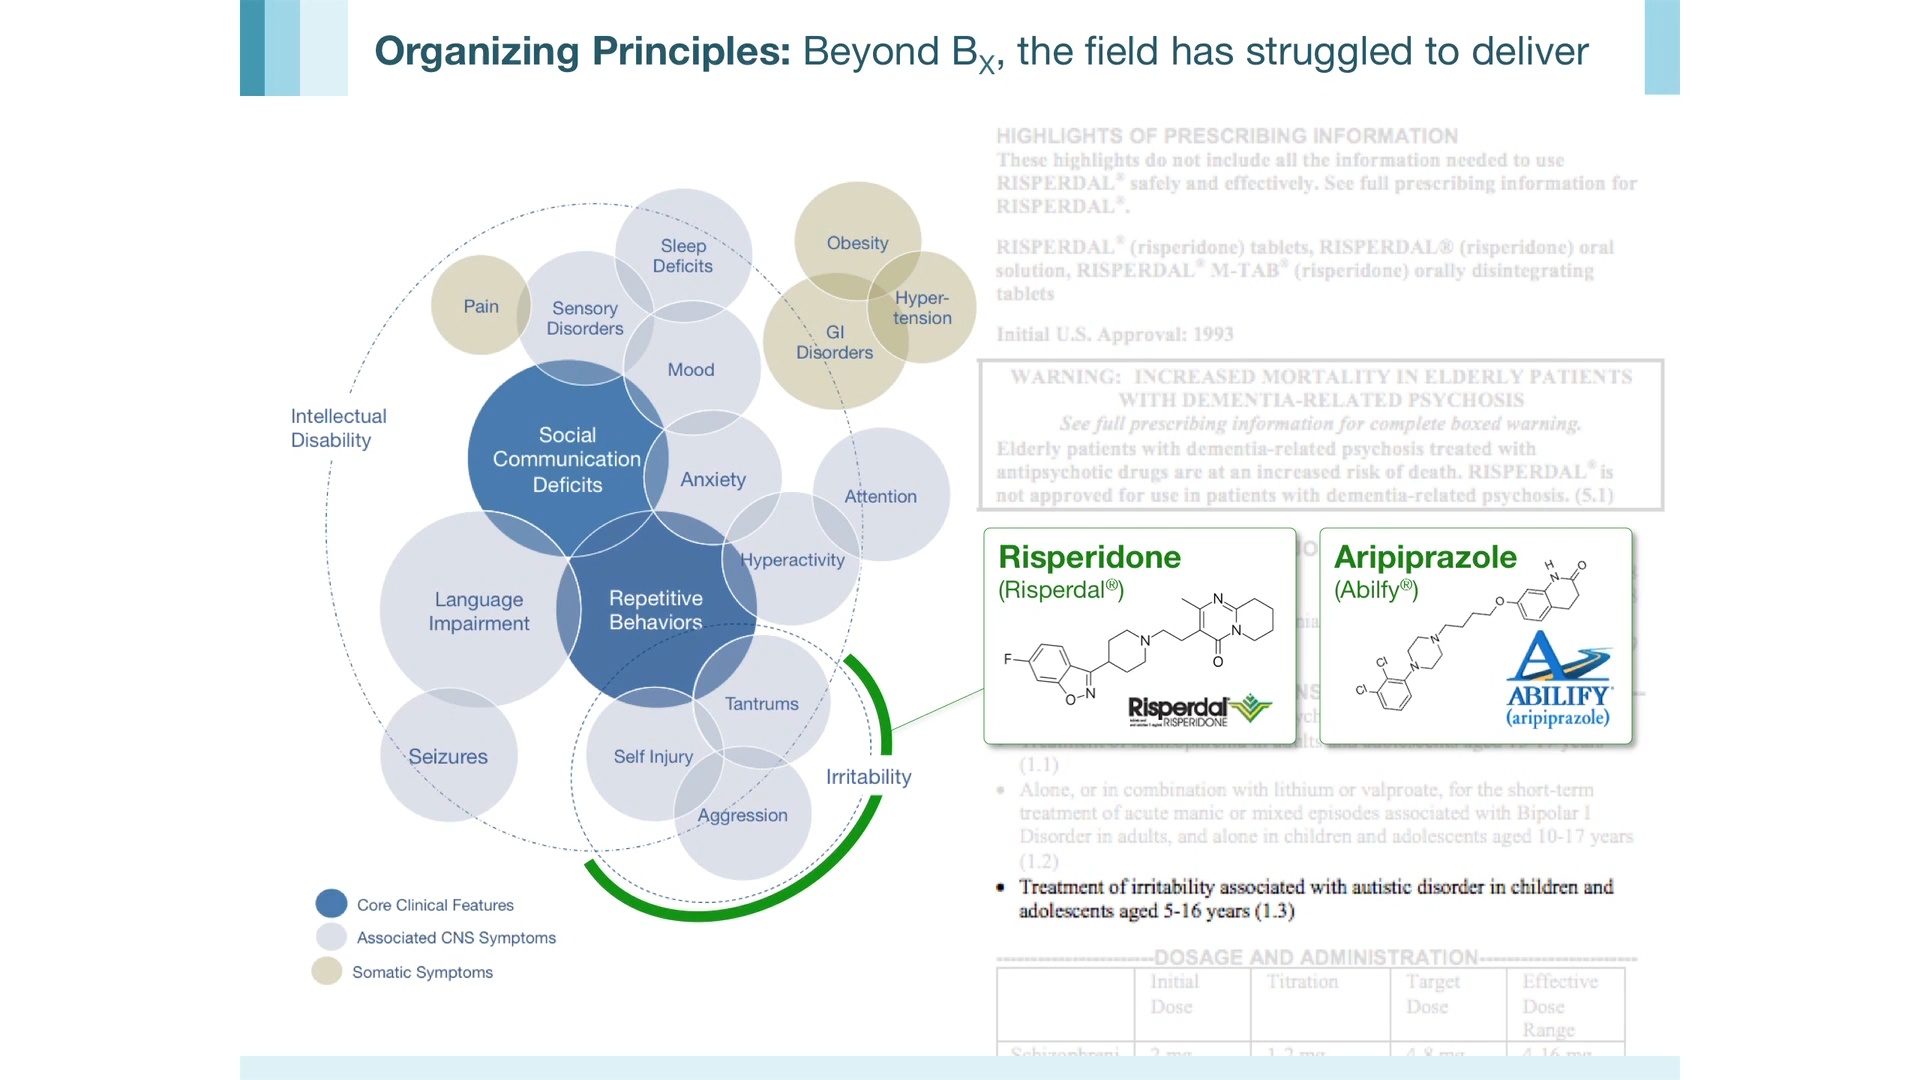 Organizing Principles: Beyond BX, the field has struggled to deliver
Sleep
Deficits
Obesity
Pain
Sensory
Disorders
Hyper-
tension
GI
Disorders
Mood
Intellectual
Disability
Social
Communication
Deficits
Anxiety
Attention
Hyperactivity
Language
Impairment
Repetitive
Behaviors
Tantrums
Seizures
Self Injury
Irritability
Aggression
Core Clinical Features
Associated CNS Symptoms
Somatic Symptoms
HIGHLIGHTS OF PRESCRIBING INFORMATION
These highlights do not include all the information needed to use
RISPERDAL® safely and effectively. See full prescribing information for
RISPERDAL®.
RISPERDAL® (risperidone) tablets, RISPERDAL® (risperidone) oral
solution, RISPERDAL® M-TAB® (risperidone) orally disintegrating
tablets
Initial U.S. Approval: 1993
WARNING: INCREASED MORTALITY IN ELDERLY PATIENTS
WITH DEMENTIA-RELATED PSYCHOSIS
See full prescribing information for complete boxed warning.
Elderly patients with dementia-related psychosis treated with
antipsychotic drugs are at an increased risk of death. RISPERDAL® is
not approved for use in patients with dementia-related psychosis. (5.1)
Risperidone
(Risperdal®)
F
O
N
N
N
N
O
Risperdal
RISPERIDONE
Aripiprazole
(Abilfy®)
H
N
O
O
N
N
Cl
Cl
ABILIFY®
(aripiprazole)
(1.1)
• Alone, or in combination with lithium or valproate, for the short-term
treatment of acute manic or mixed episodes associated with Bipolar I
Disorder in adults, and alone in children and adolescents aged 10-17 years
(1.2)
• Treatment of irritability associated with autistic disorder in children and
adolescents aged 5-16 years (1.3)
DOSAGE AND ADMINISTRATION
Initial
Dose
Titration
Target
Dose
Effective
Dose
Range